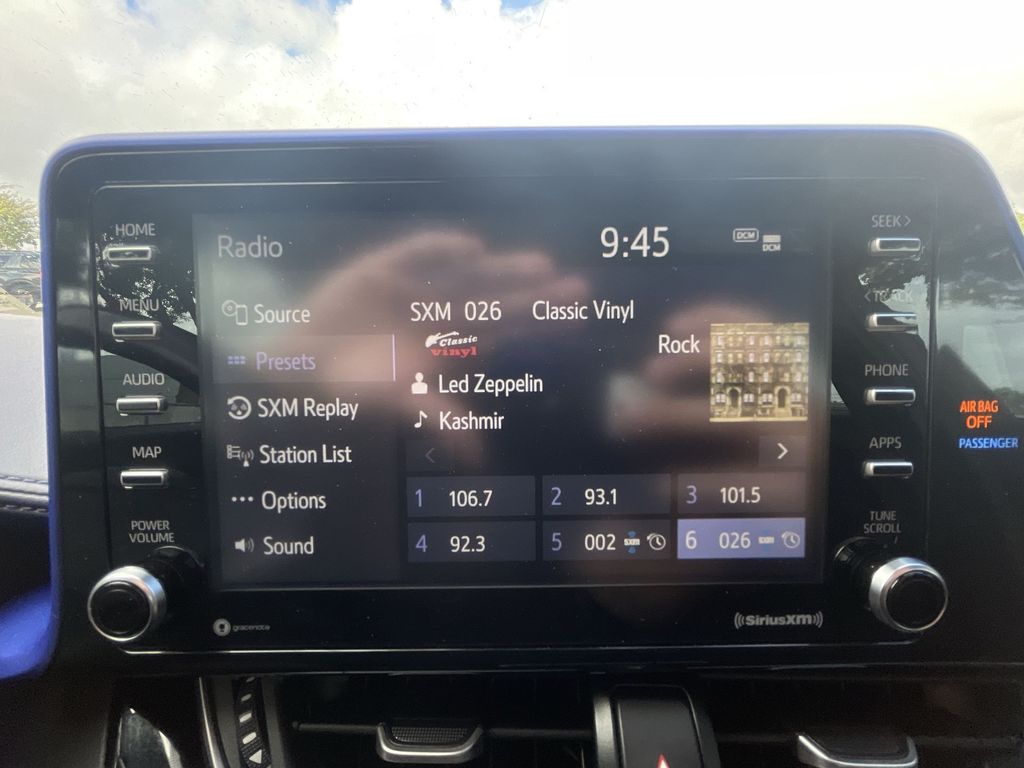 HOME
MENU
AUDIO
MAP
POWER
VOLUME
Radio
9:45
DCM
DCM
Source
Presets
SXM Replay
Station List
Options
Sound
SXM 026 Classic Vinyl
Classic
vinyl
Rock
Led Zeppelin
Kashmir
< >
1 106.7
2 93.1
3 101.5
4 92.3
5 002 SXM
6 026 SXM
SEEK >
< TRACK
PHONE
APPS
TUNE
SCROLL
AIR BAG
OFF
PASSENGER
gracenote
((SiriusXM))